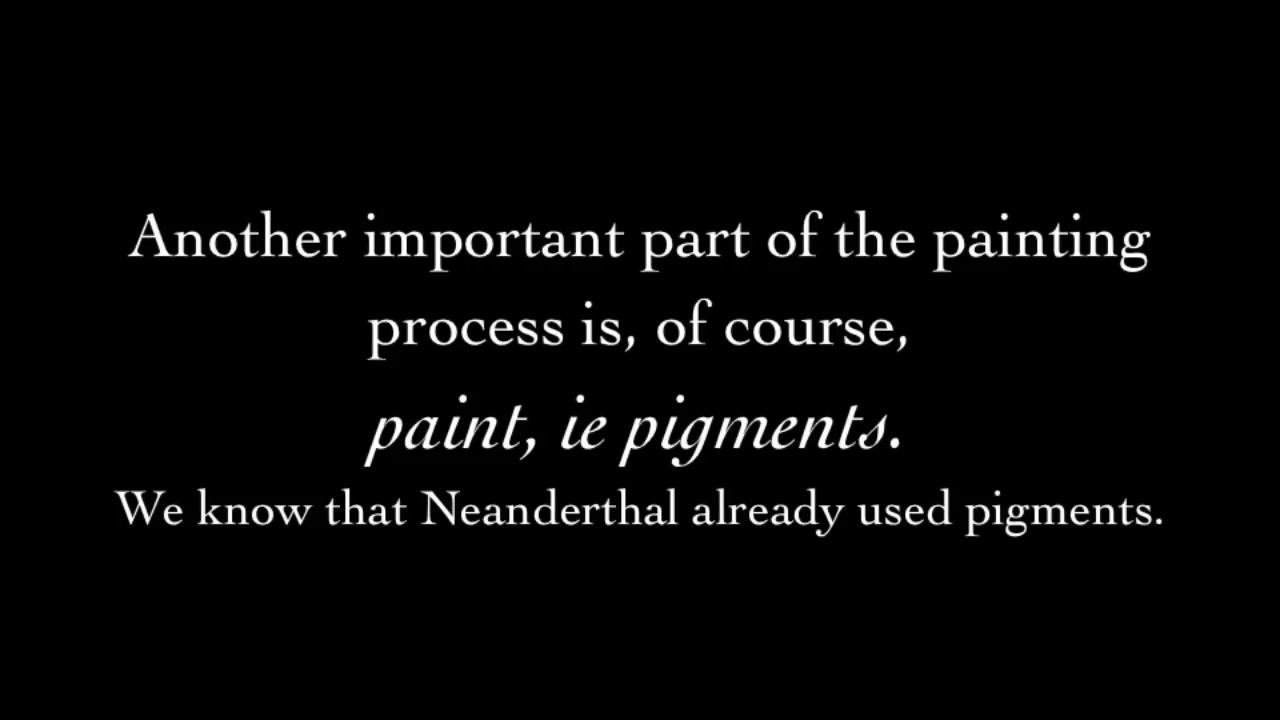 Another important part of the painting
process is, of course,
paint, ie pigments.
We know that Neanderthal already used pigments.